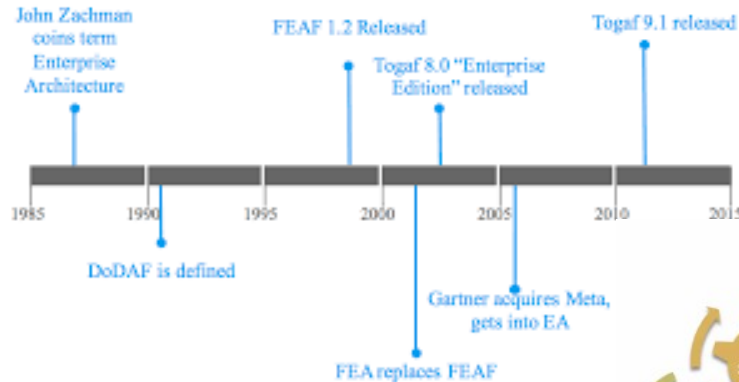 John Zachman
coins term
Enterprise
Architecture
FEAF 1.2 Released
Togaf 8.0 “Enterprise
Edition” released
Togaf 9.1 released
1985
1990
1995
2000
2005
2010
2015
DoDAF is defined
Gartner acquires Meta,
gets into EA
FEA replaces FEAF